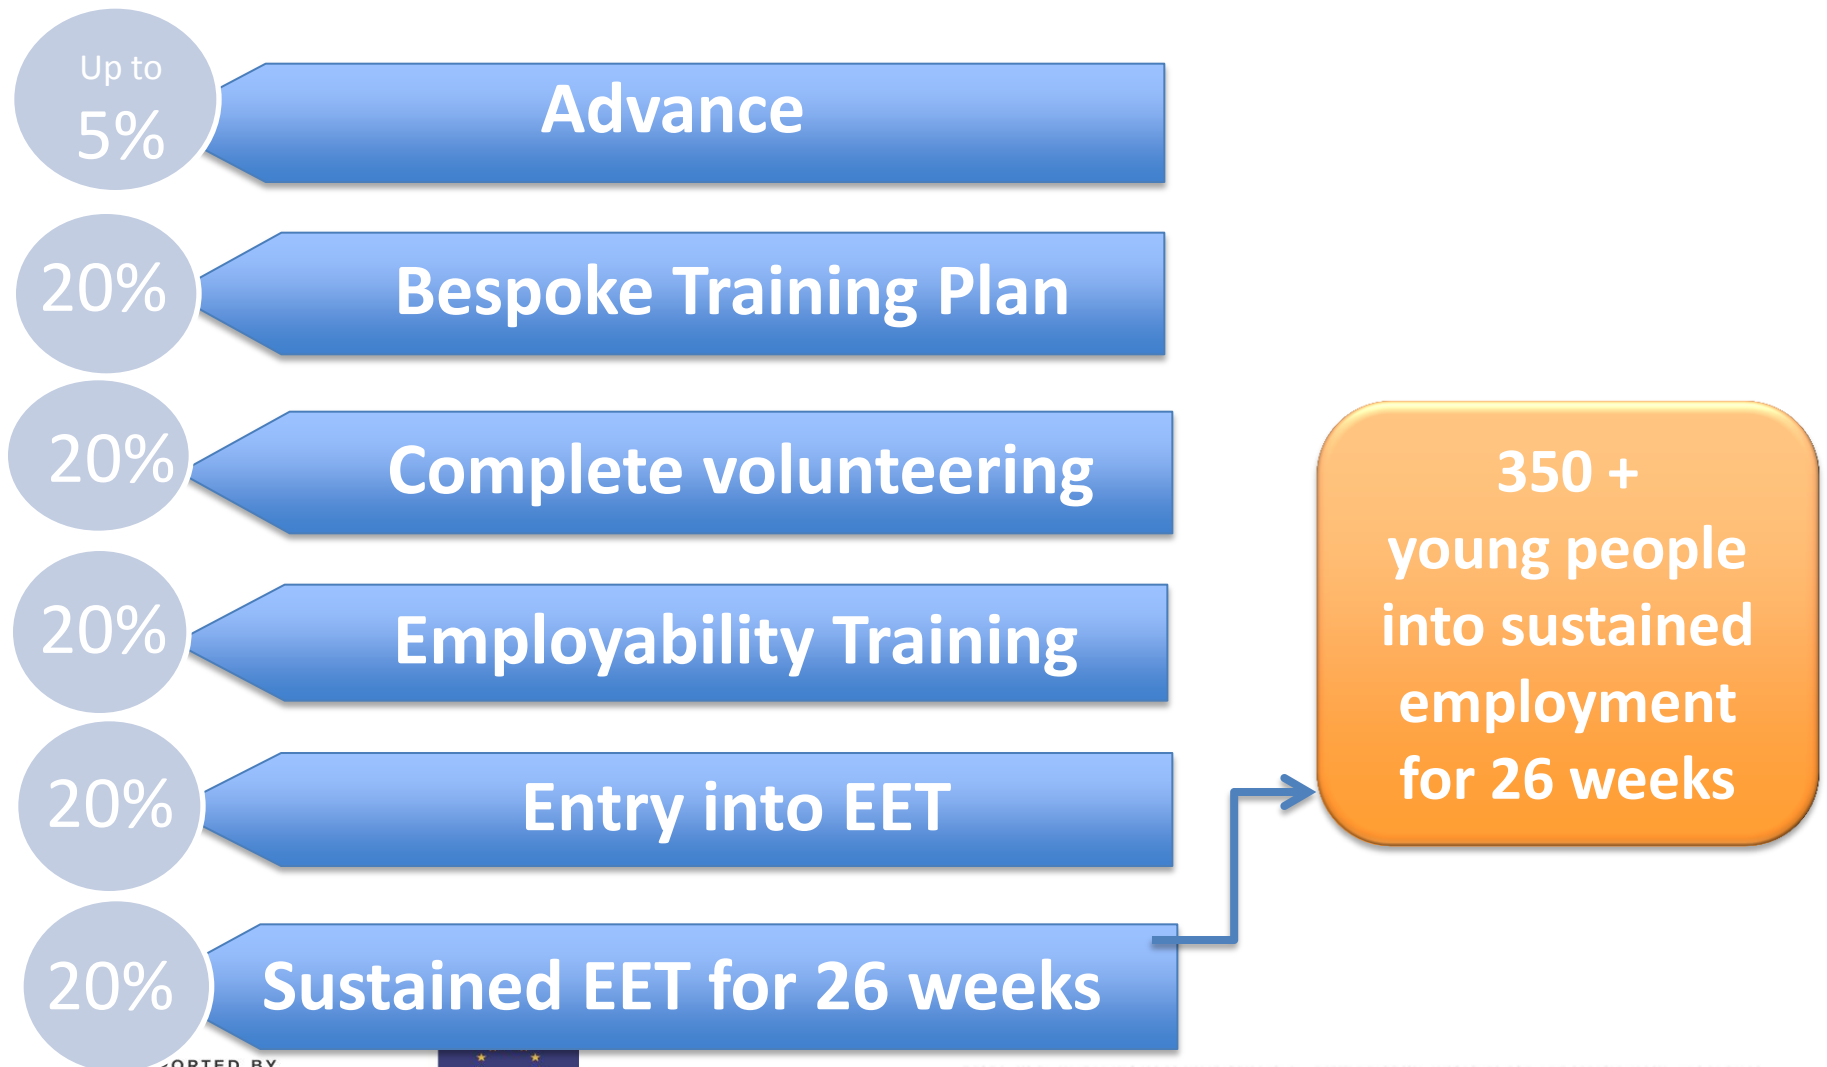 Up to
5%
Advance
20%
Bespoke Training Plan
20%
Complete volunteering
20%
Employability Training
20%
Entry into EET
20%
Sustained EET for 26 weeks
350 +
young people
into sustained
employment
for 26 weeks
BY